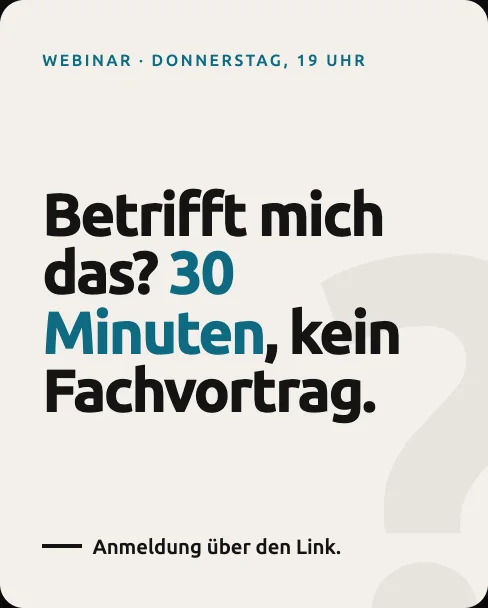 WEBINAR · DONNERSTAG, 19 UHR
Betrifft mich
das? 30
Minuten, kein
Fachvortrag.
Anmeldung über den Link.
?